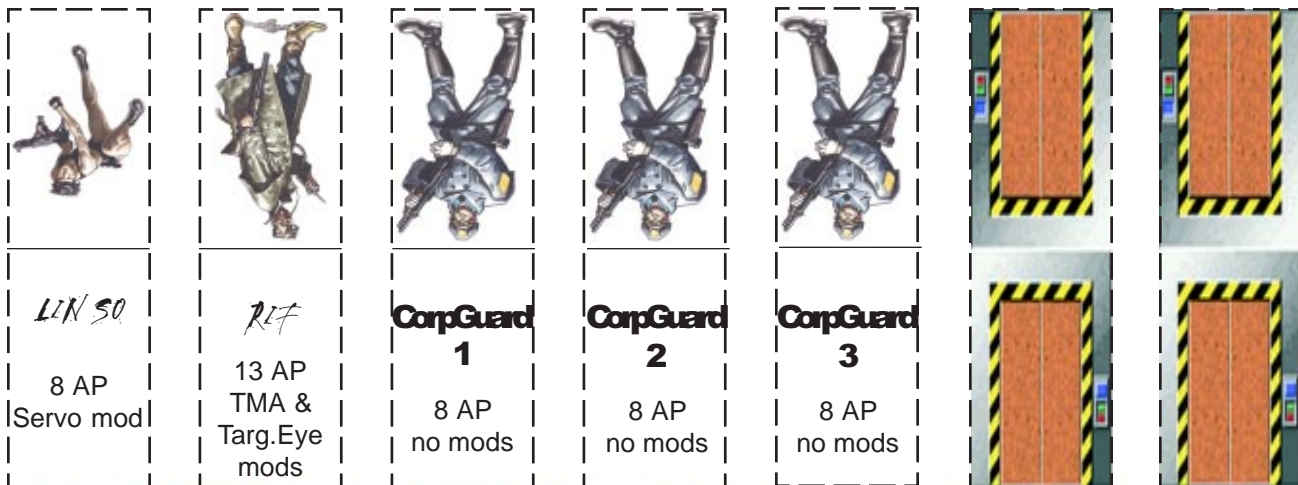 LIN SO
8 AP
Servo mod
RIF
13 AP
TMA &
Targ.Eye
mods
CorpGuard
1
8 AP
no mods
CorpGuard
2
8 AP
no mods
CorpGuard
3
8 AP
no mods